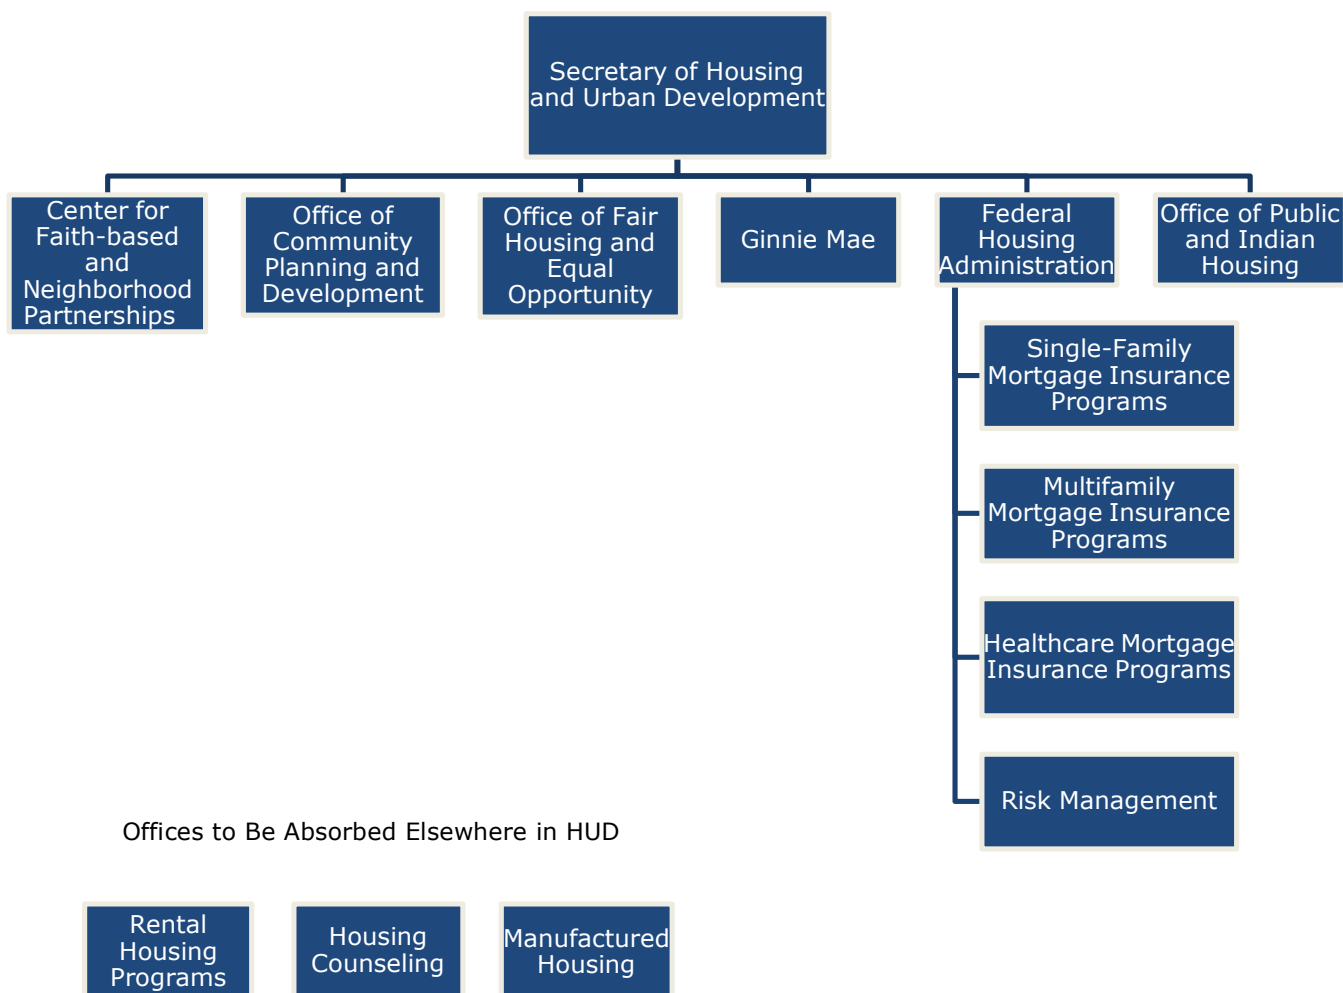 Secretary of Housing
and Urban Development
Center for
Faith-based
and
Neighborhood
Partnerships
Office of
Community
Planning and
Development
Office of Fair
Housing and
Equal
Opportunity
Ginnie Mae
Federal
Housing
Administration
Office of Public
and Indian
Housing
Single-Family
Mortgage Insurance
Programs
Multifamily
Mortgage Insurance
Programs
Healthcare Mortgage
Insurance Programs
Risk Management
Offices to Be Absorbed Elsewhere in HUD
Rental
Housing
Programs
Housing
Counseling
Manufactured
Housing